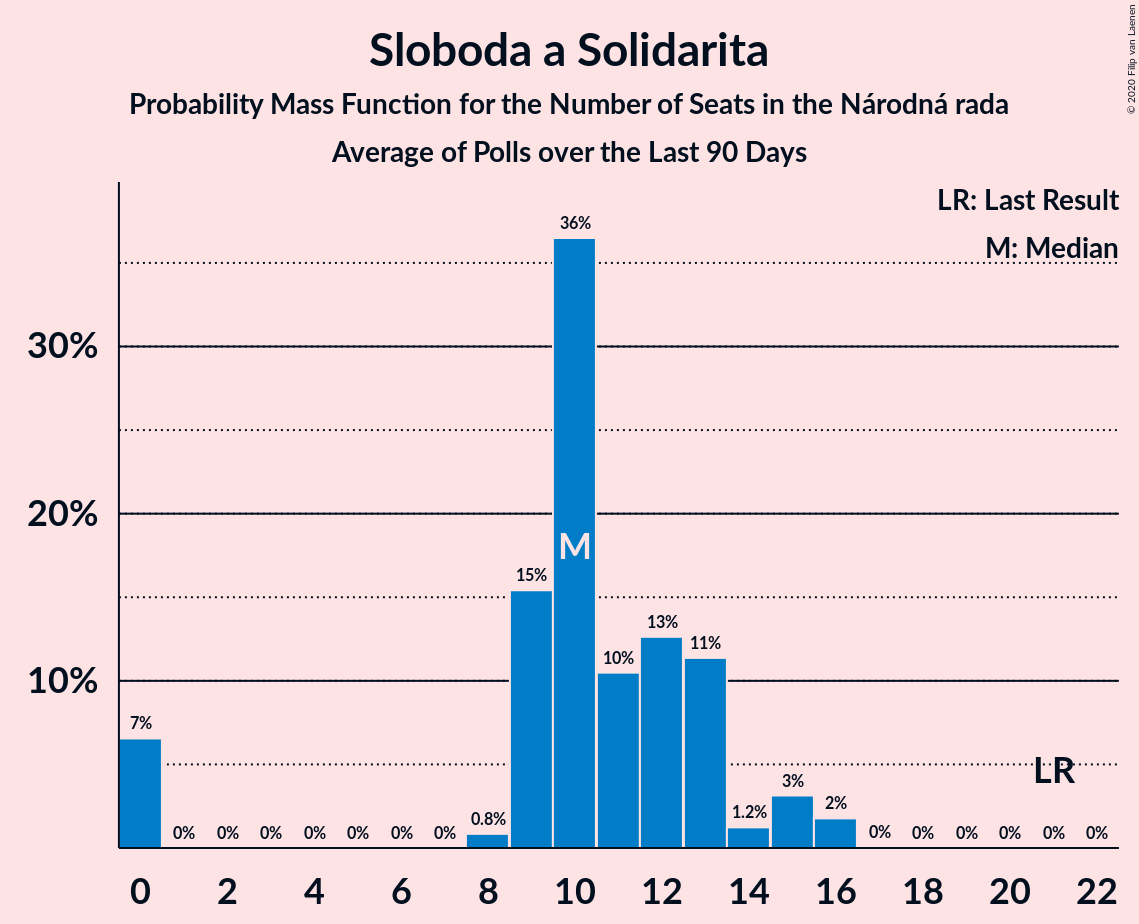 Sloboda a Solidarita
Probability Mass Function for the Number of Seats in the Národná rada
Average of Polls over the Last 90 Days
© 2020 Filip van Laenen
LR: Last Result
M: Median
36%
30%
20%
M
15%
13%
11%
10%
10%
7%
LR
3%
2%
1.2%
0.8%
0% 0% 0% 0% 0% 0% 0% 0% 0% 0% 0% 0% 0%
0 2 4 6 8 10 12 14 16 18 20 22